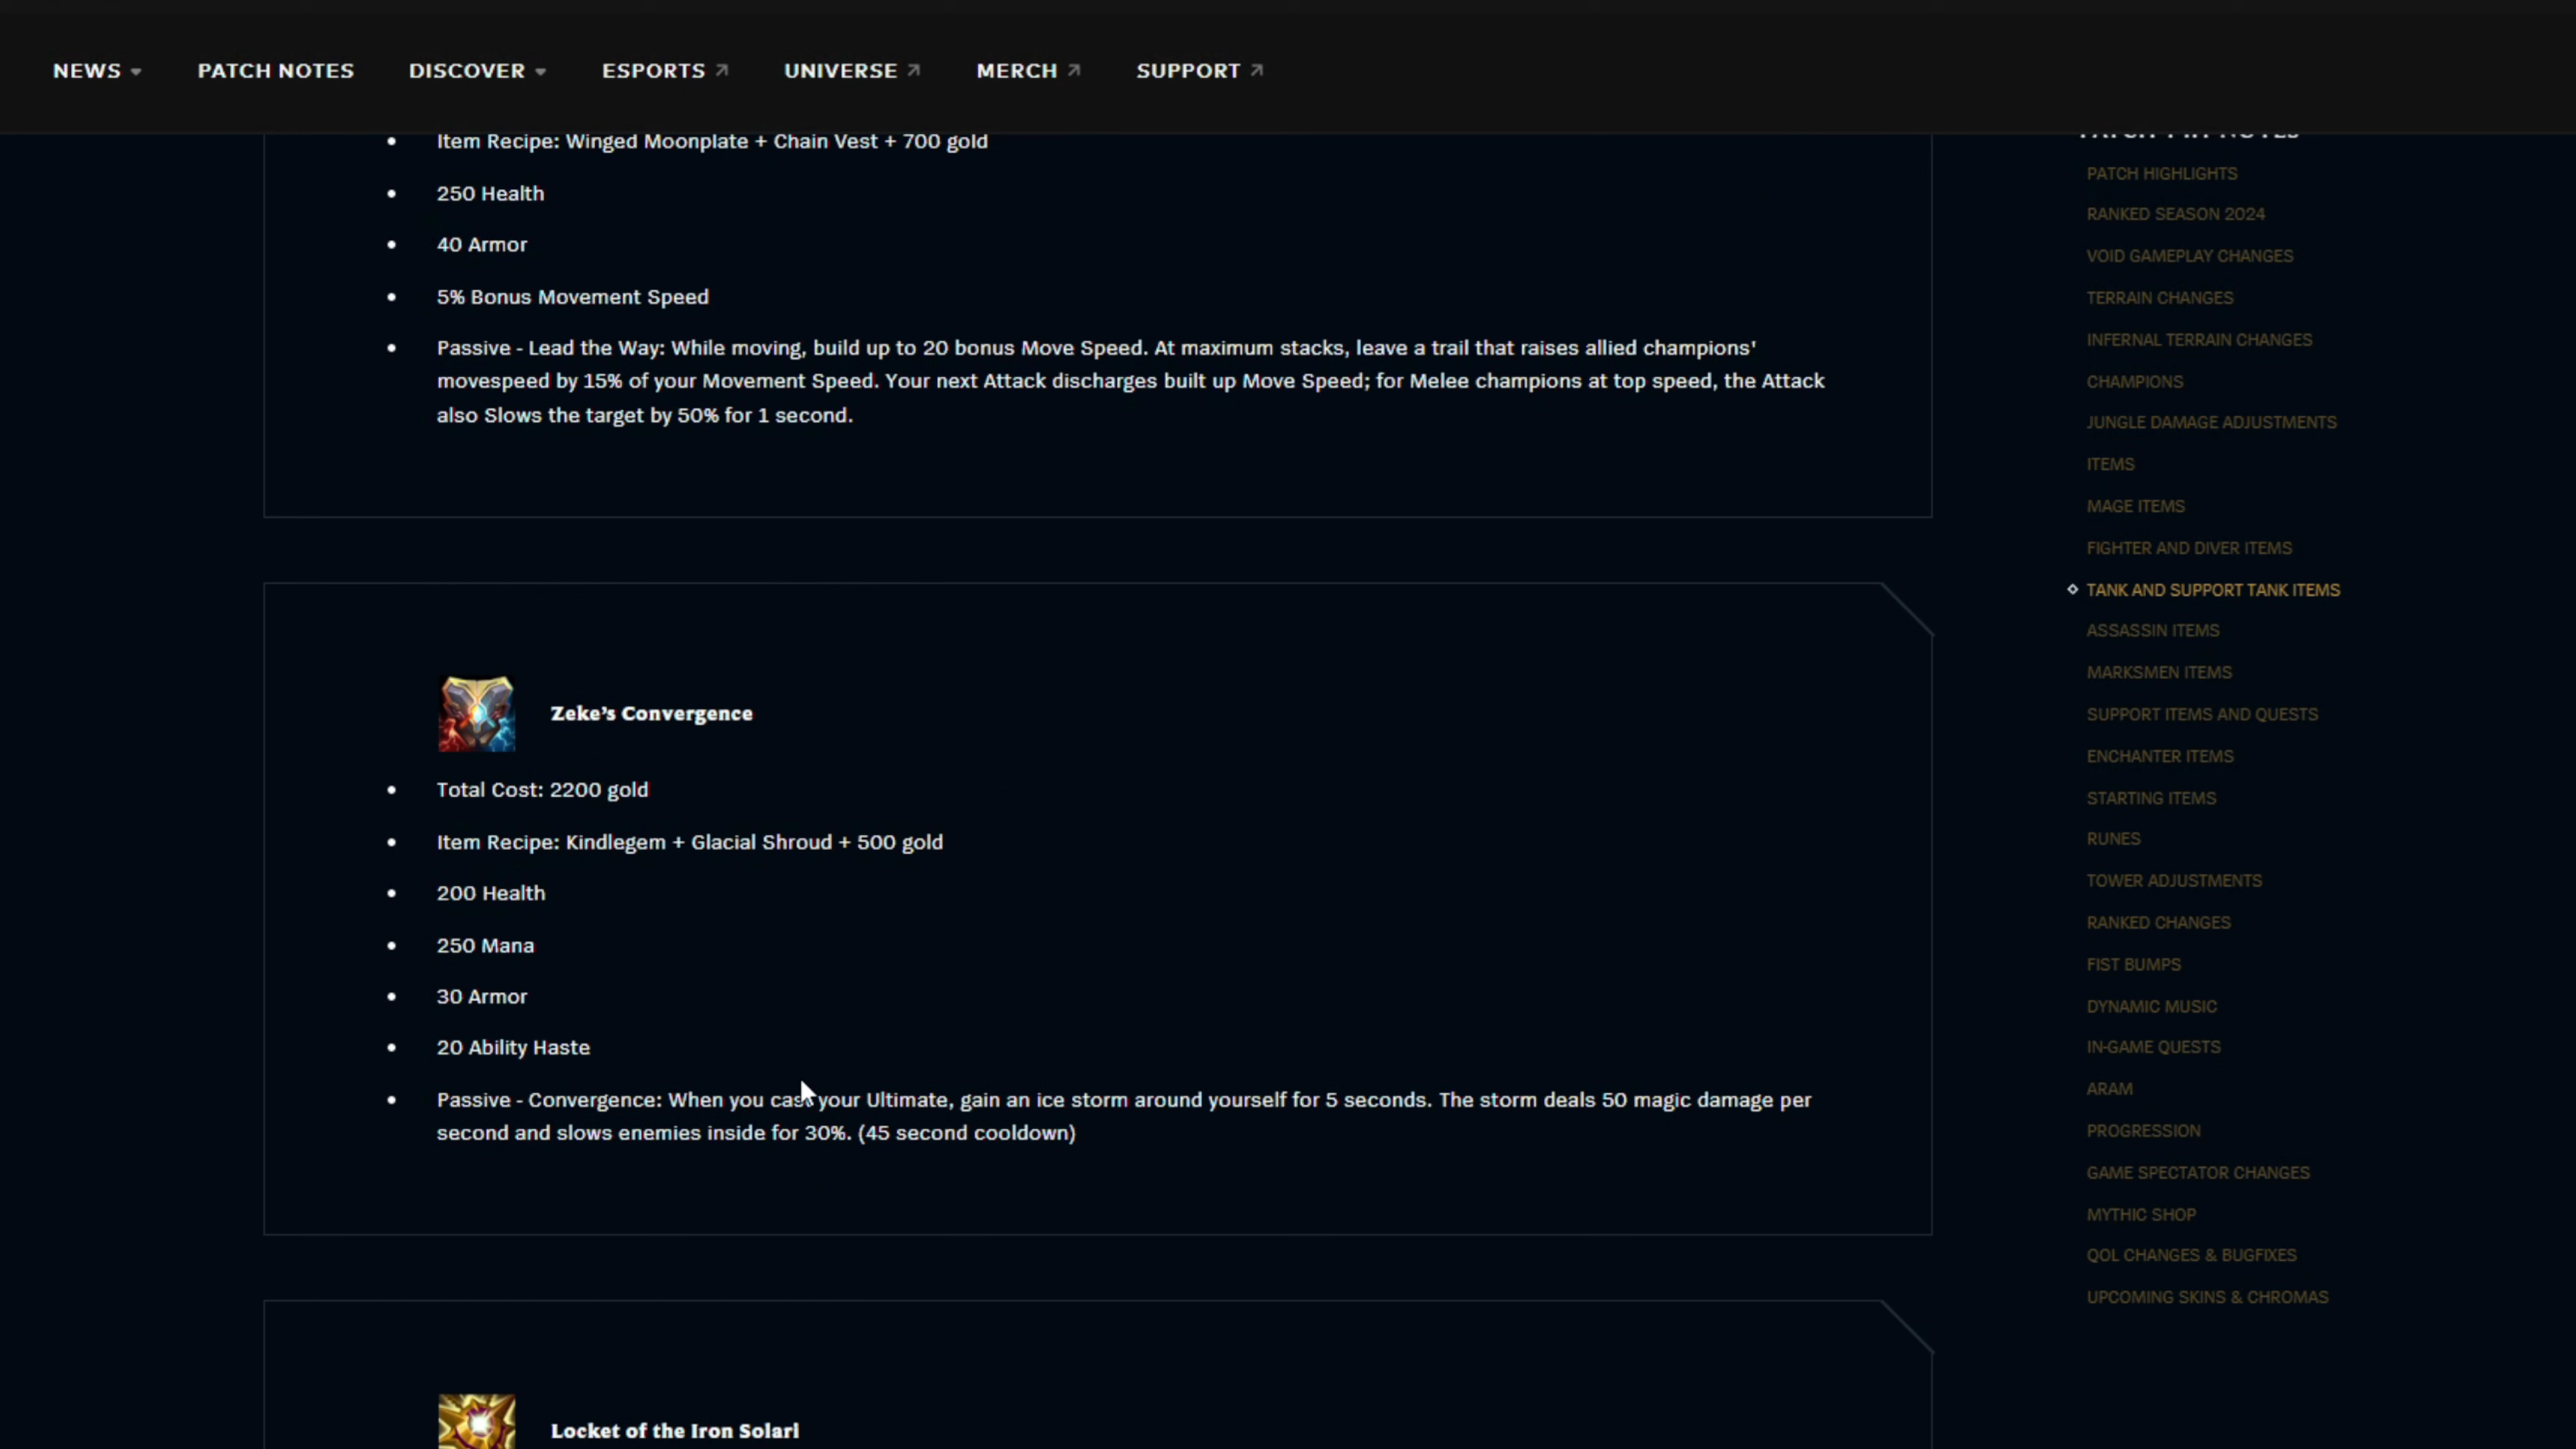 NEWS PATCH NOTES DISCOVER ESPORTS UNIVERSE MERCH SUPPORT
Item Recipe: Winged Moonplate + Chain Vest + 700 gold
250 Health
40 Armor
5% Bonus Movement Speed
Passive - Lead the Way: While moving, build up to 20 bonus Move Speed. At maximum stacks, leave a trail that raises allied champions'
movespeed by 15% of your Movement Speed. Your next Attack discharges built up Move Speed; for Melee champions at top speed, the Attack
also Slows the target by 50% for 1 second.
Zeke’s Convergence
Total Cost: 2200 gold
Item Recipe: Kindlegem + Glacial Shroud + 500 gold
200 Health
250 Mana
30 Armor
20 Ability Haste
Passive - Convergence: When you cast your Ultimate, gain an ice storm around yourself for 5 seconds. The storm deals 50 magic damage per
second and slows enemies inside for 30%. (45 second cooldown)
Locket of the Iron Solari
NOTES
PATCH HIGHLIGHTS
RANKED SEASON 2024
VOID GAMEPLAY CHANGES
TERRAIN CHANGES
INFERNAL TERRAIN CHANGES
CHAMPIONS
JUNGLE DAMAGE ADJUSTMENTS
ITEMS
MAGE ITEMS
FIGHTER AND DIVER ITEMS
TANK AND SUPPORT TANK ITEMS
ASSASSIN ITEMS
MARKSMEN ITEMS
SUPPORT ITEMS AND QUESTS
ENCHANTER ITEMS
STARTING ITEMS
RUNES
TOWER ADJUSTMENTS
RANKED CHANGES
FIST BUMPS
DYNAMIC MUSIC
IN-GAME QUESTS
ARAM
PROGRESSION
GAME SPECTATOR CHANGES
MYTHIC SHOP
QOL CHANGES & BUGFIXES
UPCOMING SKINS & CHROMAS